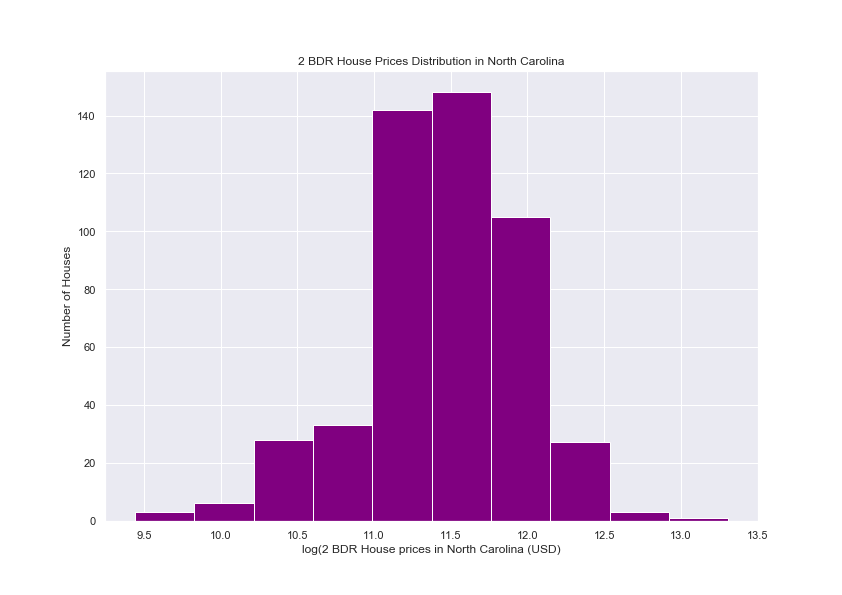 2 BDR House Prices Distribution in North Carolina
140
120
100
80
60
40
20
0
Number of Houses
9.5 10.0 10.5 11.0 11.5 12.0 12.5 13.0 13.5
log(2 BDR House prices in North Carolina (USD)